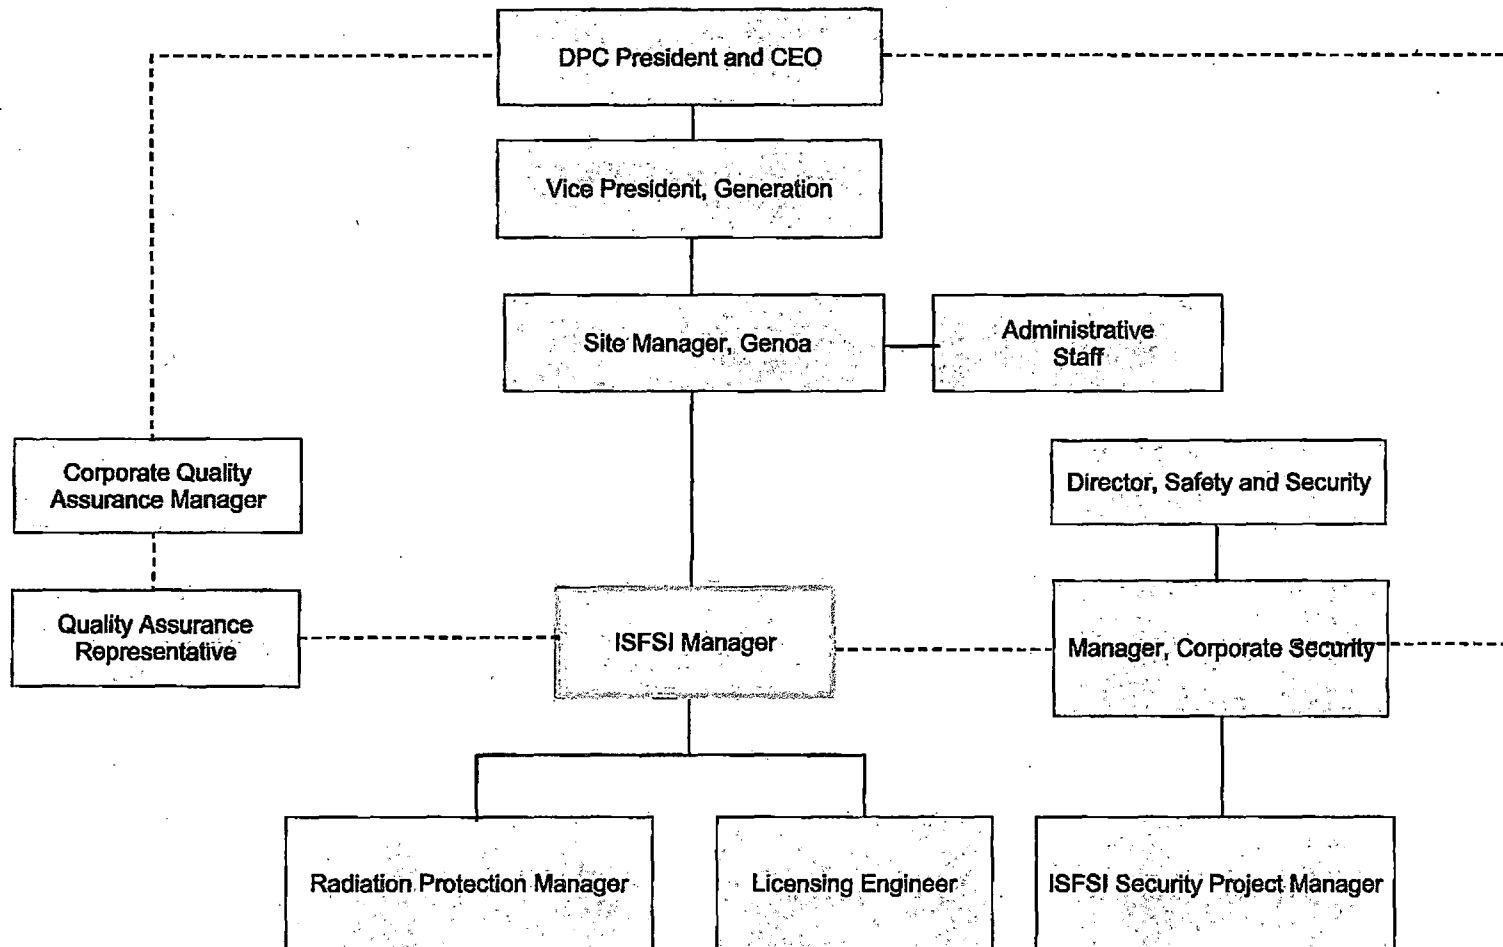 DPC President and CEO
Vice President, Generation
Site Manager, Genoa
Administrative
Staff
Corporate Quality
Assurance Manager
Director, Safety and Security
Quality Assurance
Representative
ISFSI Manager
Manager, Corporate Security
Radiation Protection Manager
Licensing Engineer
ISFSI Security Project Manager